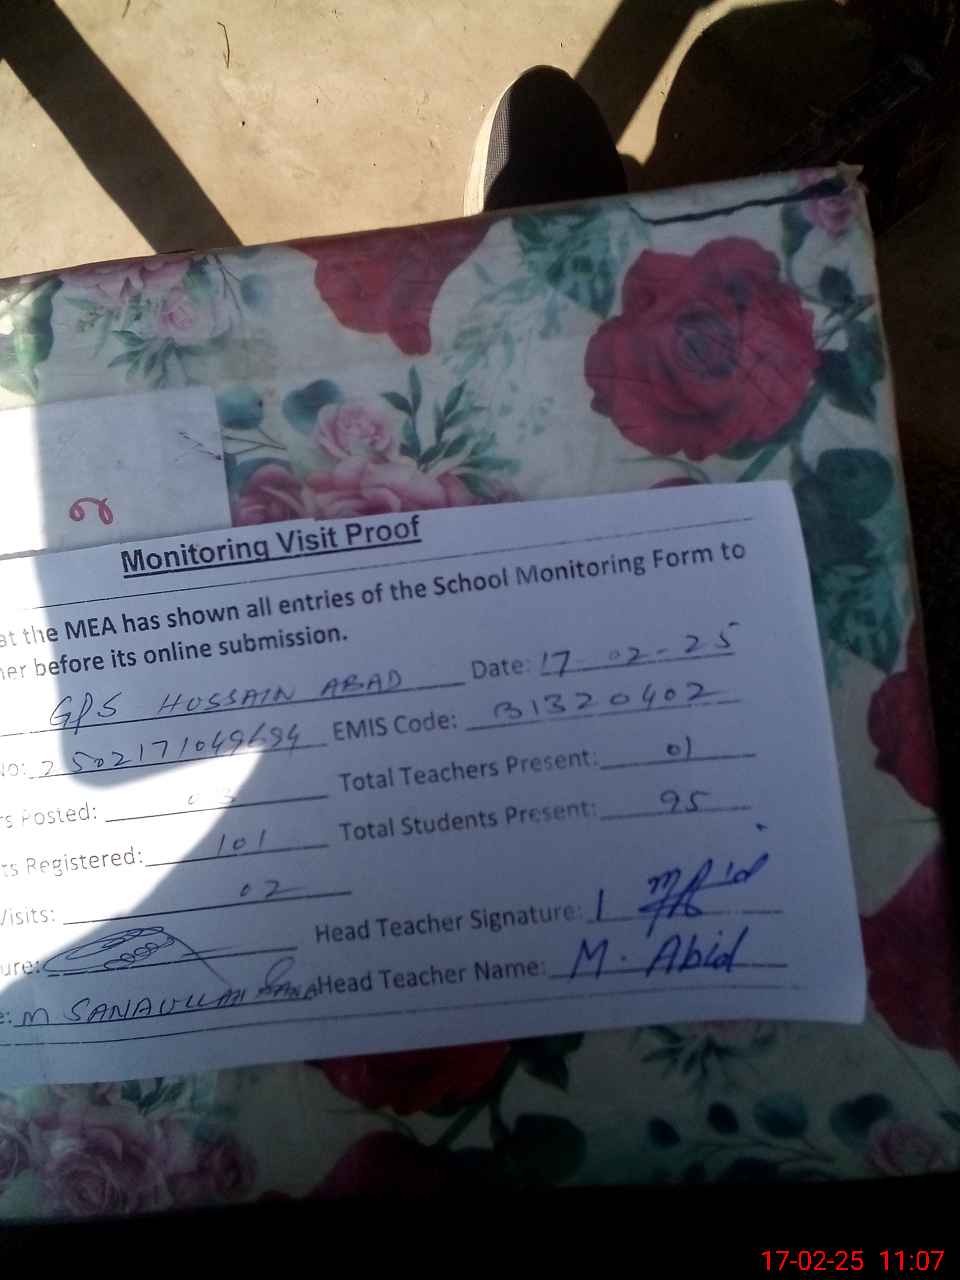 Monitoring Visit Proof
at the MEA has shown all entries of the School Monitoring Form to
her before its online submission.
GPS HUSSAIN ABAD Date: 17-02-25
No: EMIS Code: 31320402
rs Posted: 03 Total Teachers Present: 01
ts Registered: 101 Total Students Present: 95
Visits: 02
Head Teacher Signature:
ure:
Head Teacher Name: M. Abid
e: M SANAULLAH
17-02-25 11:07